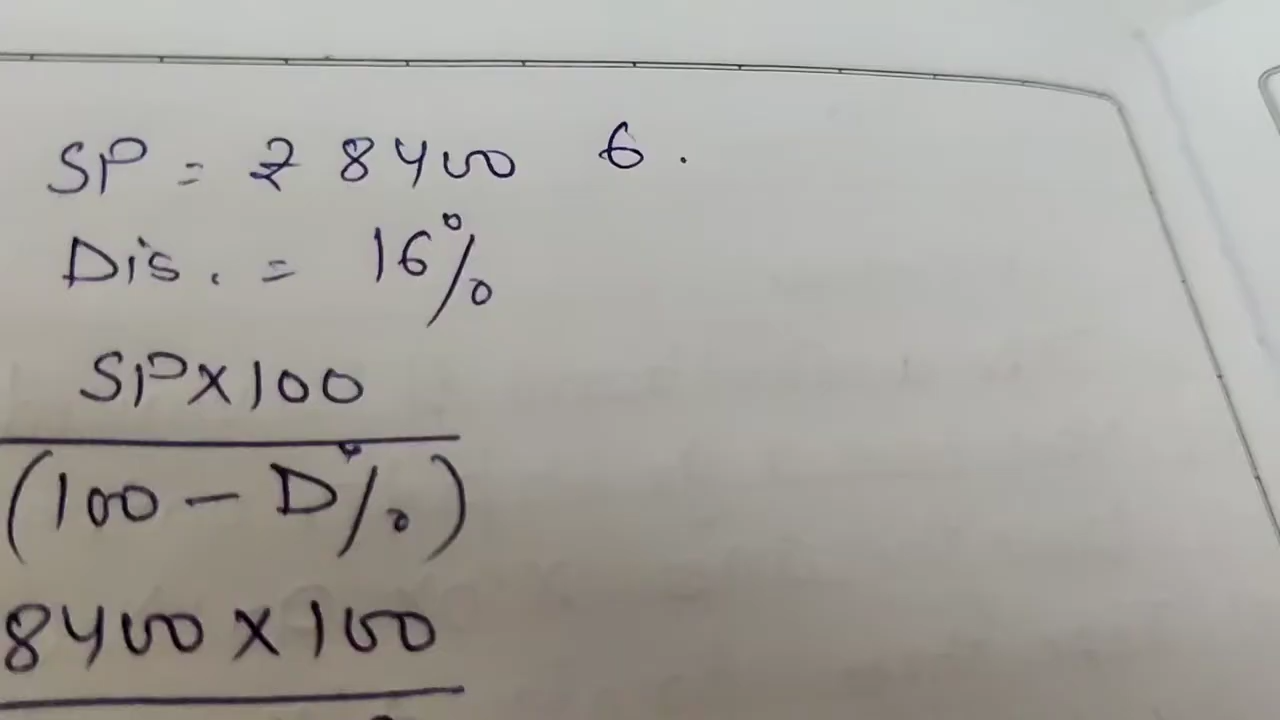 SP = ₹ 8400 6.
Dis. = 16%
SP×100
(100 - D%)
8400 × 100